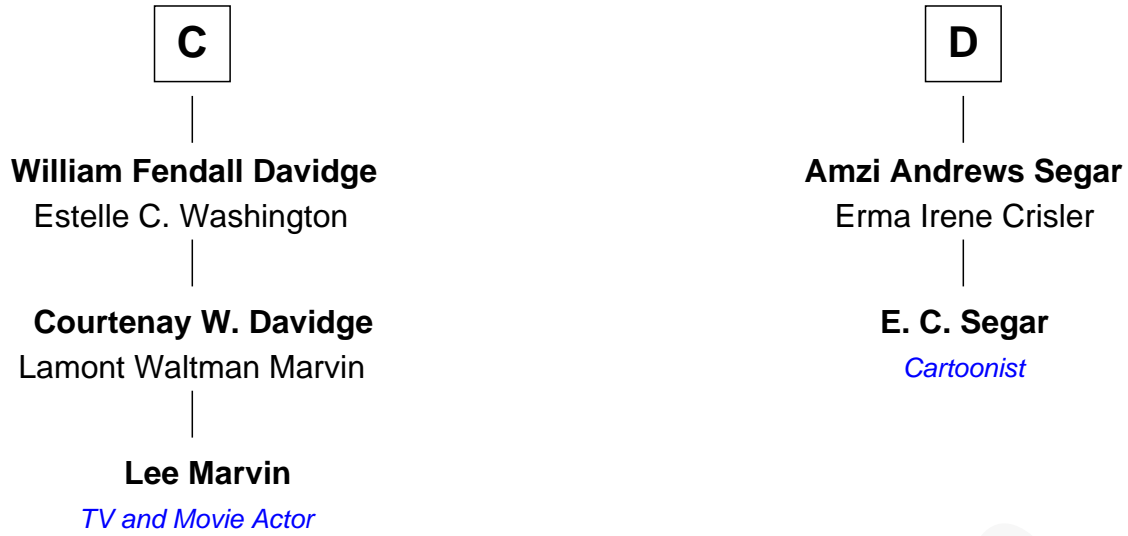 C
William Fendall Davidge
Estelle C. Washington
Courtenay W. Davidge
Lamont Waltman Marvin
Lee Marvin
TV and Movie Actor
D
Amzi Andrews Segar
Erma Irene Crisler
E. C. Segar
Cartoonist